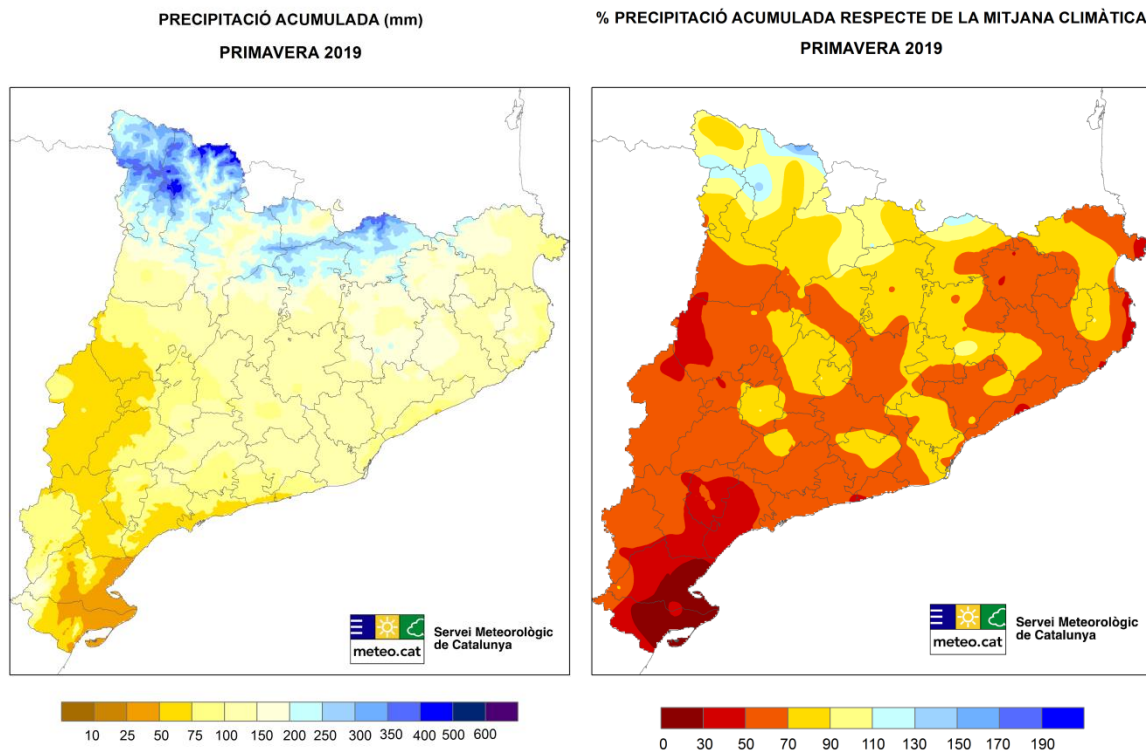 PRECIPITACIÓ ACUMULADA (mm)
PRIMAVERA 2019
% PRECIPITACIÓ ACUMULADA RESPECTE DE LA MITJANA CLIMÀTICA
PRIMAVERA 2019
meteo.cat
Servei Meteorològic
de Catalunya
meteo.cat
Servei Meteorològic
de Catalunya
10 25 50 75 100 150 200 250 300 350 400 500 600
0 30 50 70 90 110 130 150 170 190